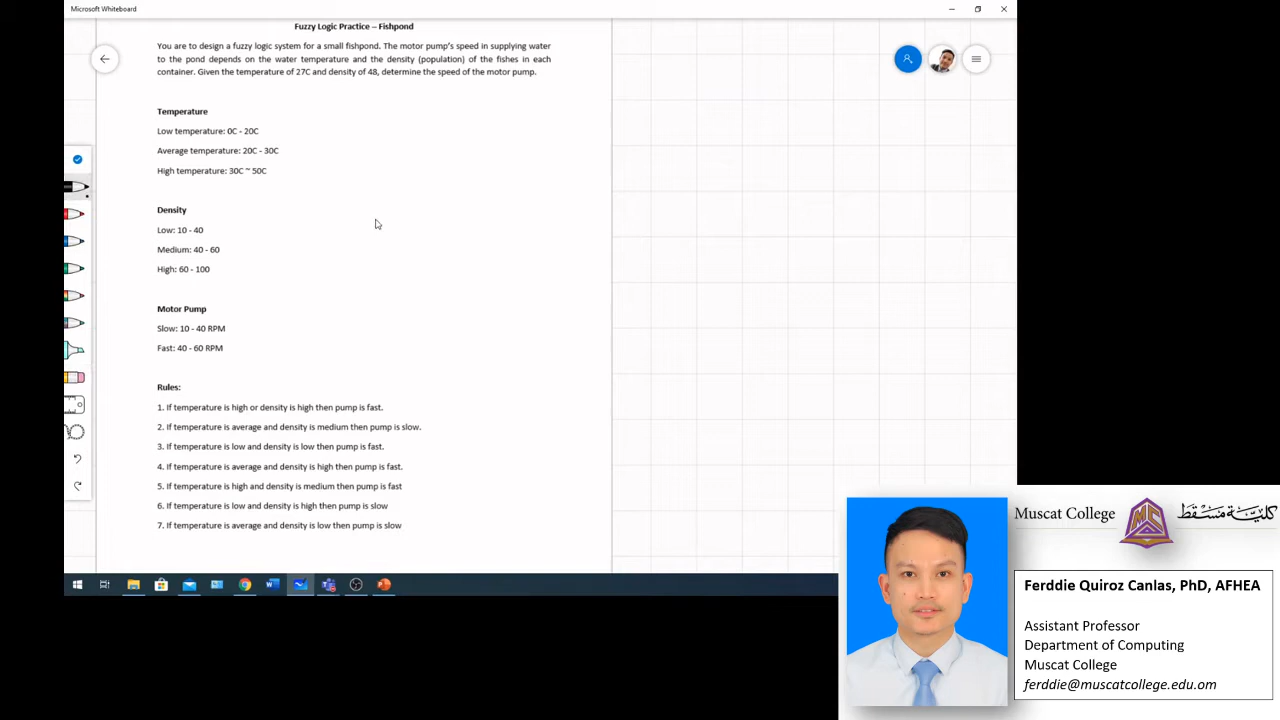 Microsoft Whiteboard
Fuzzy Logic Practice – Fishpond
You are to design a fuzzy logic system for a small fishpond. The motor pump's speed in supplying water
to the pond depends on the water temperature and the density (population) of the fishes in each
container. Given the temperature of 27C and density of 48, determine the speed of the motor pump.
Temperature
Low temperature: 0C - 20C
Average temperature: 20C - 30C
High temperature: 30C ~ 50C
Density
Low: 10 - 40
Medium: 40 - 60
High: 60 - 100
Motor Pump
Slow: 10 - 40 RPM
Fast: 40 - 60 RPM
Rules:
1. If temperature is high or density is high then pump is fast.
2. If temperature is average and density is medium then pump is slow.
3. If temperature is low and density is low then pump is fast.
4. If temperature is average and density is high then pump is fast.
5. If temperature is high and density is medium then pump is fast
6. If temperature is low and density is high then pump is slow
7. If temperature is average and density is low then pump is slow
Muscat College
MC
كلية مسقط
Ferddie Quiroz Canlas, PhD, AFHEA
Assistant Professor
Department of Computing
Muscat College
ferddie@muscatcollege.edu.om